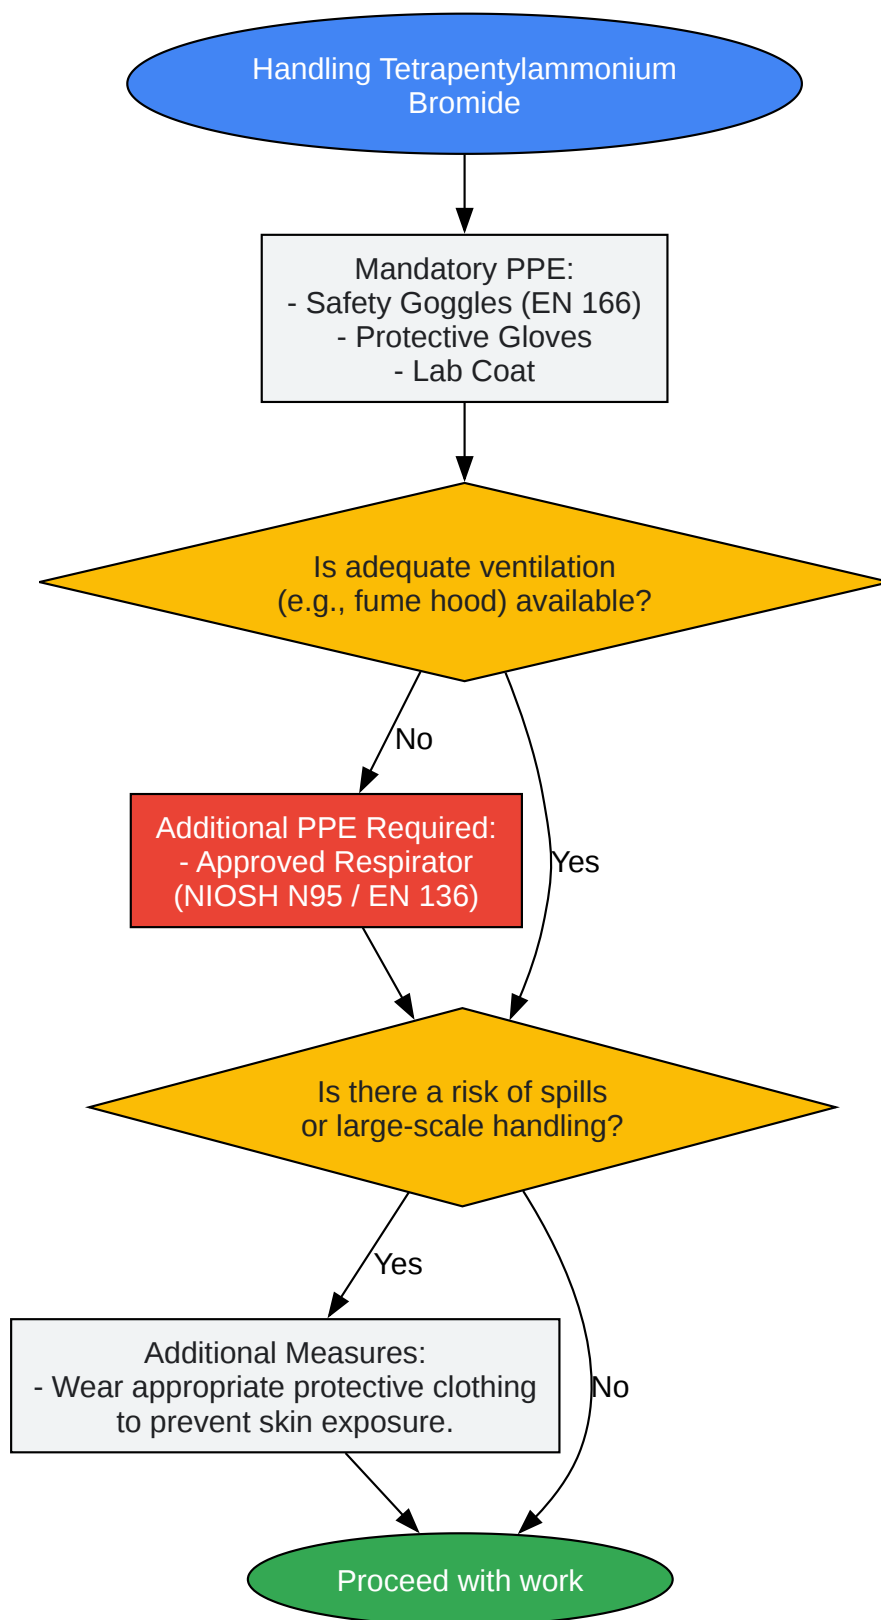 Handling Tetrapentylammonium
Bromide
Mandatory PPE:
- Safety Goggles (EN 166)
- Protective Gloves
- Lab Coat
Is adequate ventilation
(e.g., fume hood) available?
No
Additional PPE Required:
- Approved Respirator
(NIOSH N95 / EN 136)
Yes
Is there a risk of spills
or large-scale handling?
Yes
Additional Measures:
- Wear appropriate protective clothing
to prevent skin exposure.
No
Proceed with work